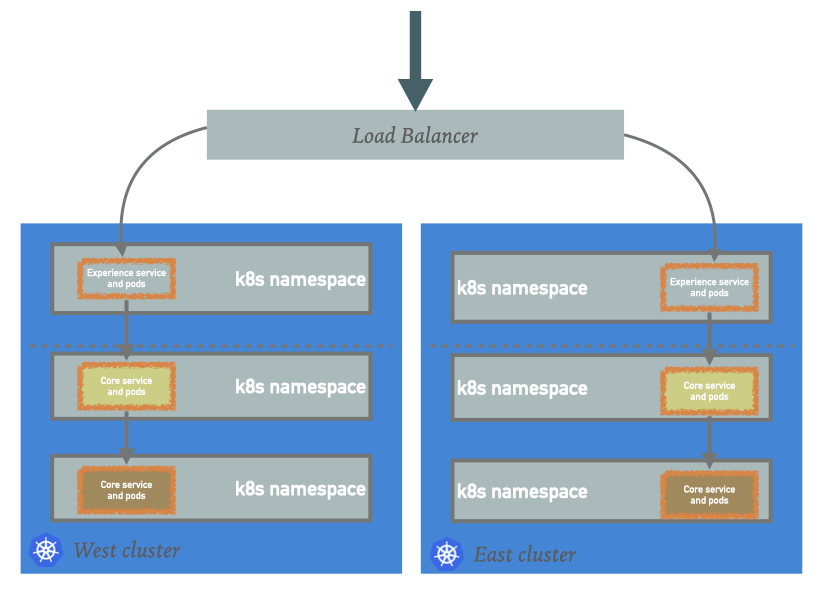 Load Balancer
Experience service
and pods
k8s namespace
Core service
and pods
k8s namespace
Core service
and pods
k8s namespace
West cluster
k8s namespace
Experience service
and pods
k8s namespace
Core service
and pods
k8s namespace
Core service
and pods
East cluster